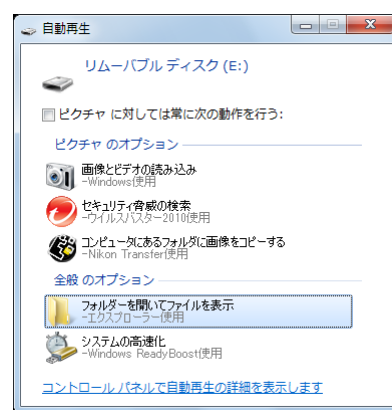 自動再生
リムーバブル ディスク (E:)
ピクチャ に対しては常に次の動作を行う:
ピクチャ のオプション
画像とビデオの読み込み
-Windows使用
セキュリティ脅威の検索
-ウイルスバスター2010使用
コンピュータにあるフォルダに画像をコピーする
-Nikon Transfer使用
全般 のオプション
フォルダーを開いてファイルを表示
-エクスプローラー使用
システムの高速化
-Windows ReadyBoost使用
コントロール パネルで自動再生の詳細を表示します